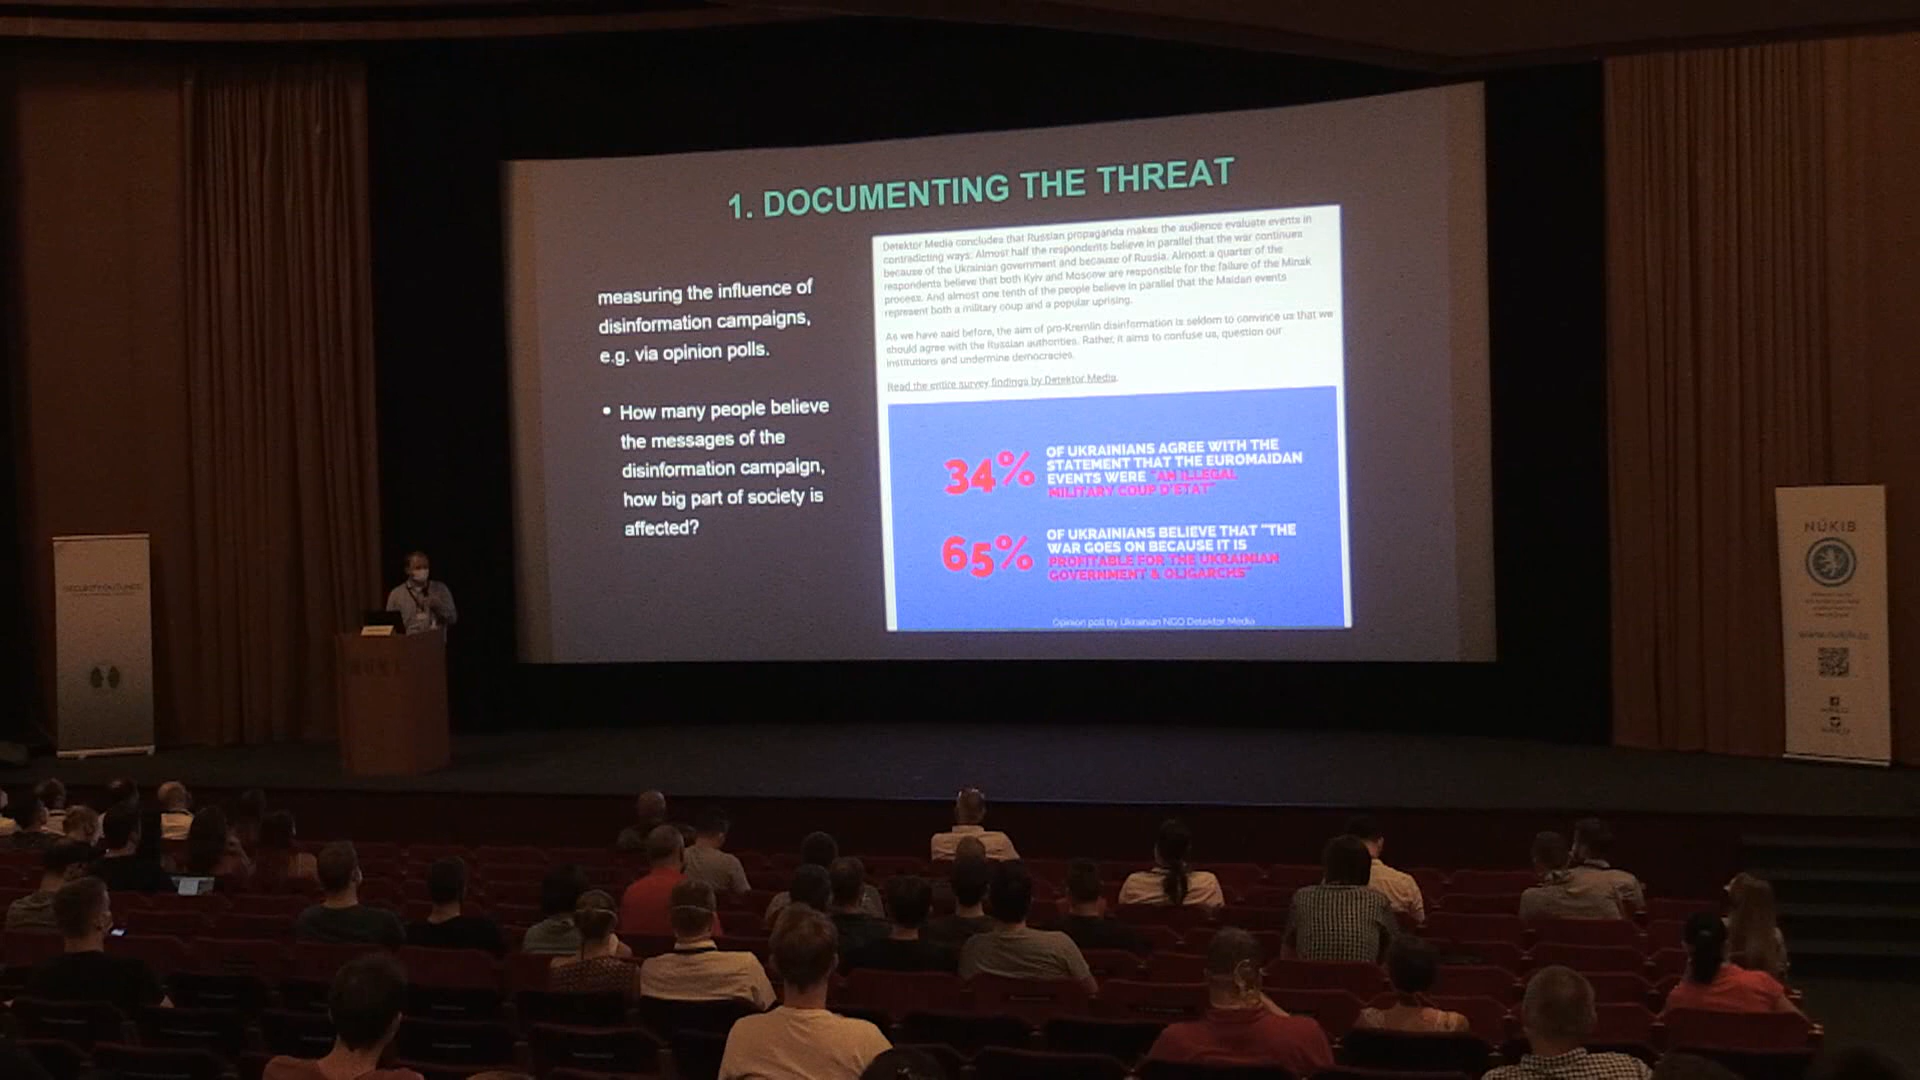 1. DOCUMENTING THE THREAT
measuring the influence of
disinformation campaigns,
e.g. via opinion polls.
• How many people believe
the messages of the
disinformation campaign,
how big part of society is
affected?
Detektor Media concludes that Russian propaganda makes the audience evaluate events in
contradicting ways: Almost half the respondents believe in parallel that the war continues
because of the Ukrainian government and because of Russia. Almost a quarter of the
respondents believe that both Kyiv and Moscow are responsible for the failure of the Minsk
process. And almost one tenth of the people believe in parallel that the Maidan events
represent both a military coup and a popular uprising.
As we have said before, the aim of pro-Kremlin disinformation is seldom to convince us that we
should agree with the Russian authorities. Rather, it aims to confuse us, question our
institutions and undermine democracies.
Read the entire survey findings by Detektor Media.
34%
OF UKRAINIANS AGREE WITH THE
STATEMENT THAT THE EUROMAIDAN
EVENTS WERE "AN ILLEGAL
MILITARY COUP D'ETAT"
65%
OF UKRAINIANS BELIEVE THAT "THE
WAR GOES ON BECAUSE IT IS
PROFITABLE FOR THE UKRAINIAN
GOVERNMENT & OLIGARCHS"
Opinion poll by Ukrainian NGO Detektor Media
NÚKIB